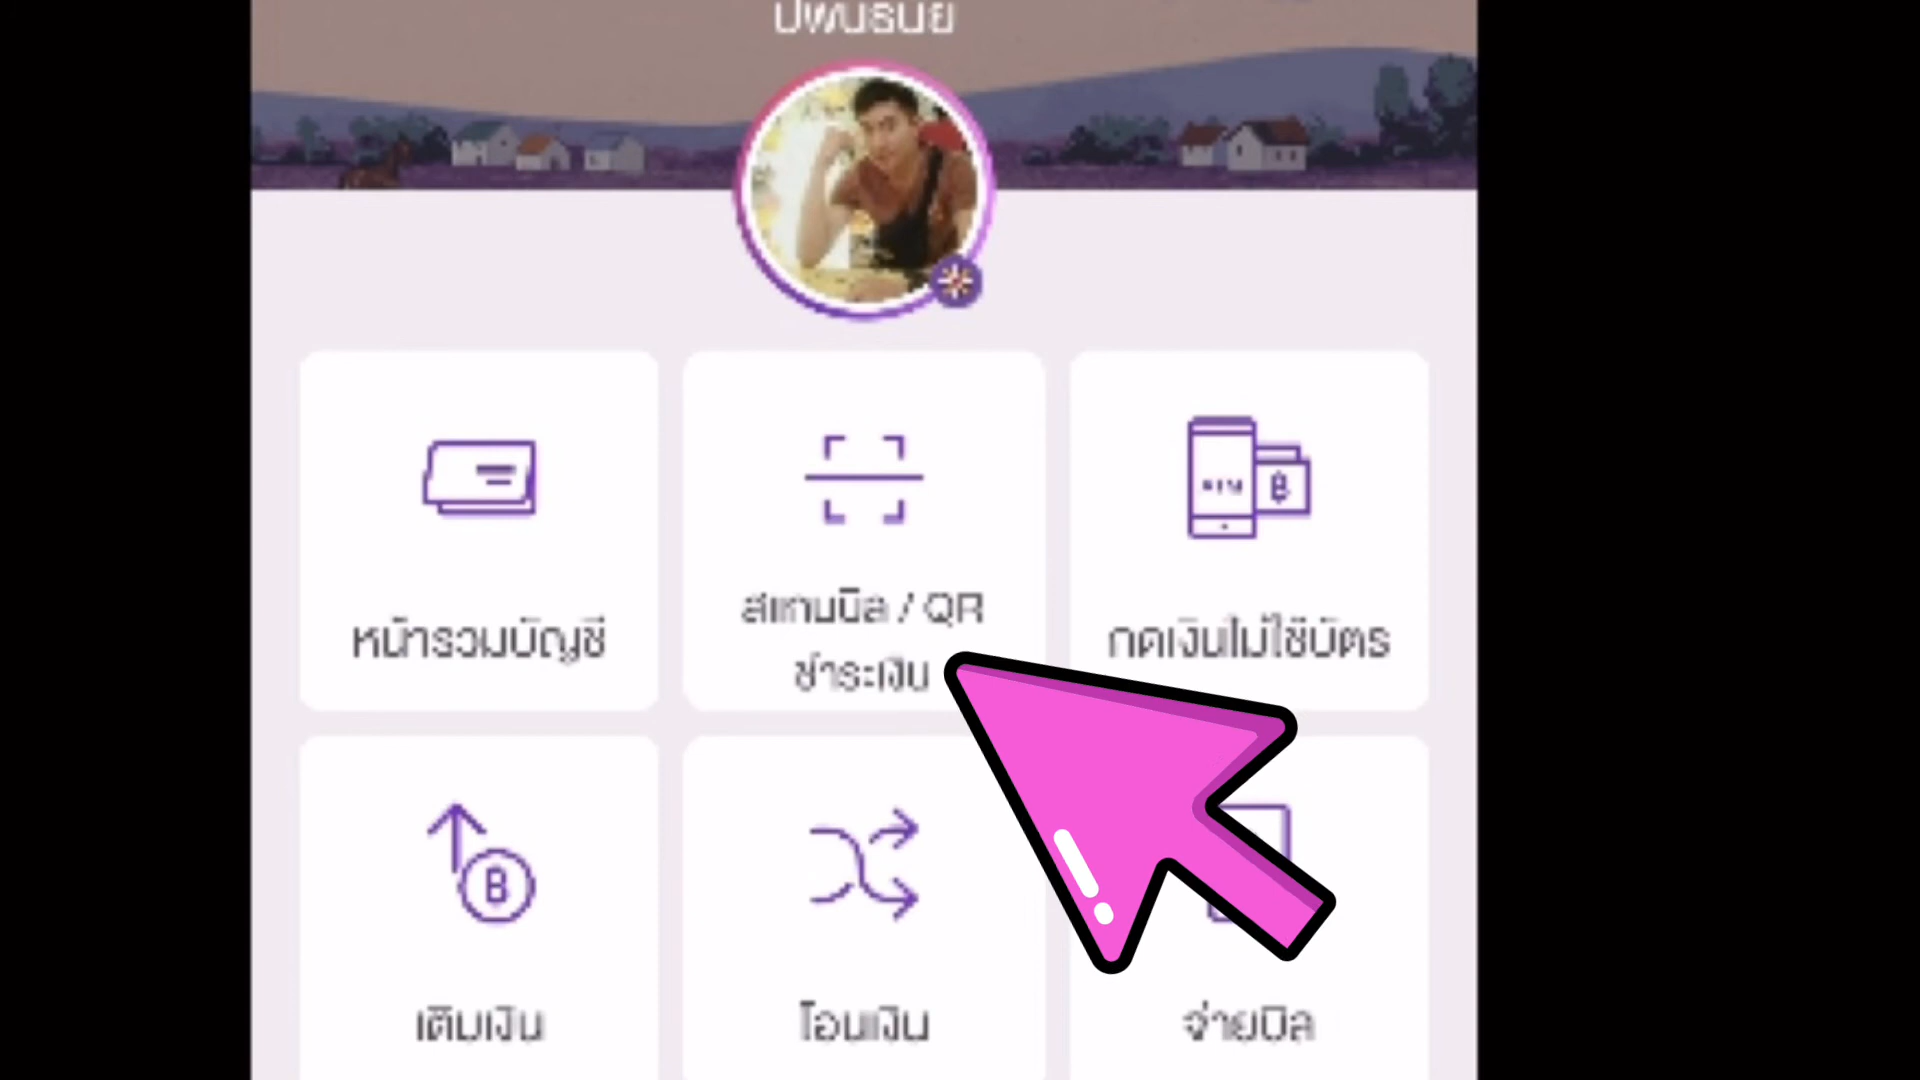 หน้ารวมบัญชี
สแกนบิล / QR
ชำระเงิน
ATM
กดเงินไม่ใช้บัตร
เติมเงิน
โอนเงิน
จ่ายบิล